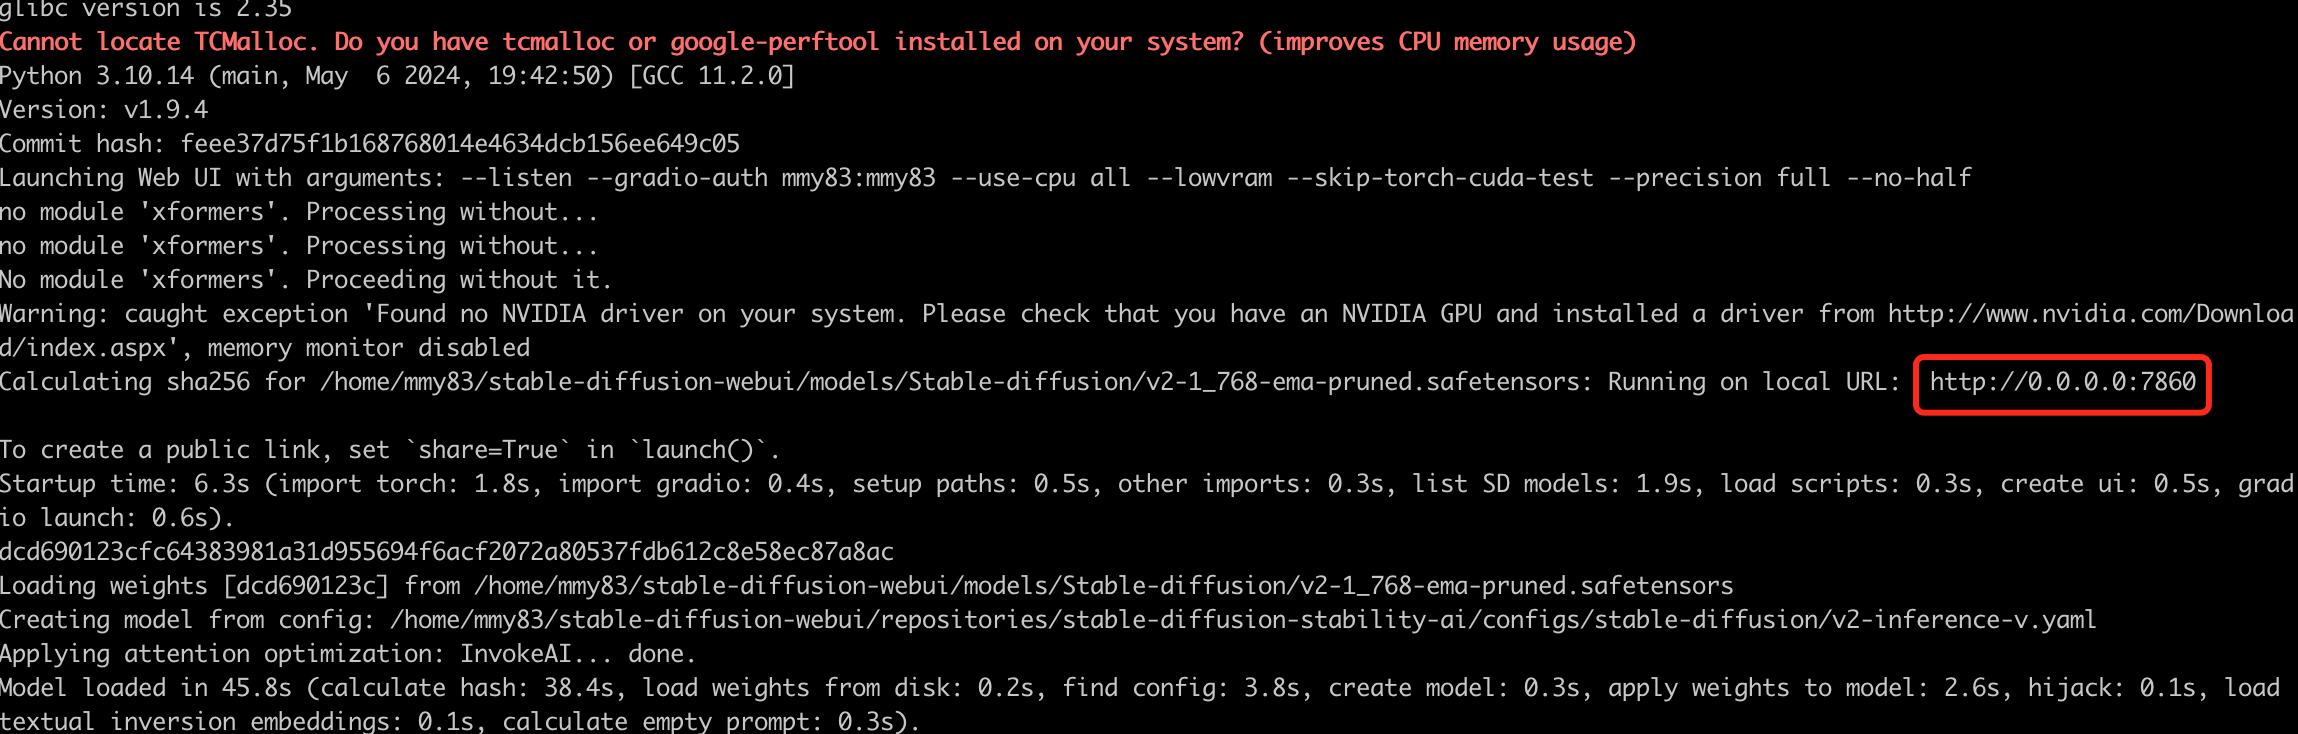 glibc version is 2.35
Cannot locate TCMalloc. Do you have tcmalloc or google-perftool installed on your system? (improves CPU memory usage)
Python 3.10.14 (main, May  6 2024, 19:42:50) [GCC 11.2.0]
Version: v1.9.4
Commit hash: feee37d75f1b168768014e4634dcb156ee649c05
Launching Web UI with arguments: --listen --gradio-auth mmy83:mmy83 --use-cpu all --lowvram --skip-torch-cuda-test --precision full --no-half
no module 'xformers'. Processing without...
no module 'xformers'. Processing without...
No module 'xformers'. Proceeding without it.
Warning: caught exception 'Found no NVIDIA driver on your system. Please check that you have an NVIDIA GPU and installed a driver from http://www.nvidia.com/Downloa
d/index.aspx', memory monitor disabled
Calculating sha256 for /home/mmy83/stable-diffusion-webui/models/Stable-diffusion/v2-1_768-ema-pruned.safetensors: Running on local URL:  http://0.0.0.0:7860
To create a public link, set `share=True` in `launch()`.
Startup time: 6.3s (import torch: 1.8s, import gradio: 0.4s, setup paths: 0.5s, other imports: 0.3s, list SD models: 1.9s, load scripts: 0.3s, create ui: 0.5s, grad
io launch: 0.6s).
dcd690123cfc64383981a31d955694f6acf2072a80537fdb612c8e58ec87a8ac
Loading weights [dcd690123c] from /home/mmy83/stable-diffusion-webui/models/Stable-diffusion/v2-1_768-ema-pruned.safetensors
Creating model from config: /home/mmy83/stable-diffusion-webui/repositories/stable-diffusion-stability-ai/configs/stable-diffusion/v2-inference-v.yaml
Applying attention optimization: InvokeAI... done.
Model loaded in 45.8s (calculate hash: 38.4s, load weights from disk: 0.2s, find config: 3.8s, create model: 0.3s, apply weights to model: 2.6s, hijack: 0.1s, load
textual inversion embeddings: 0.1s, calculate empty prompt: 0.3s).